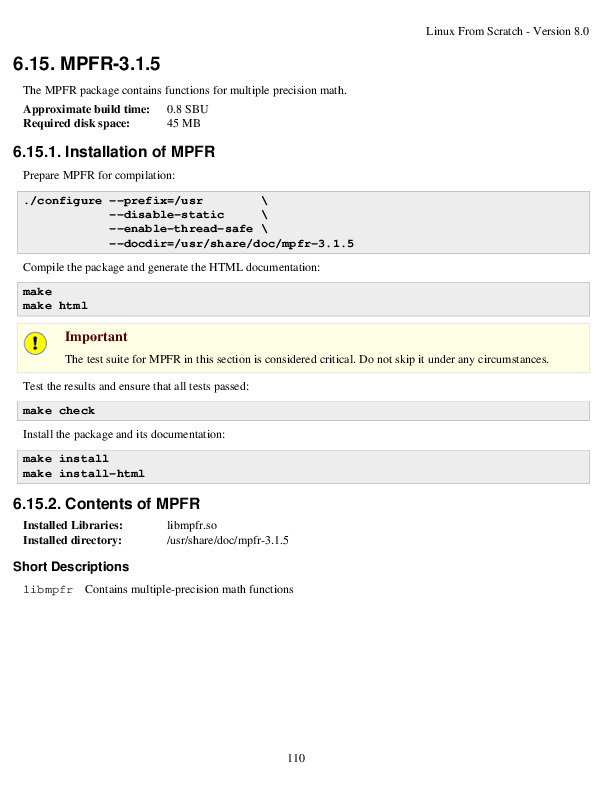 Linux From Scratch - Version 8.0
6.15. MPFR-3.1.5
The MPFR package contains functions for multiple precision math.
Approximate build time: 0.8 SBU
Required disk space: 45 MB
6.15.1. Installation of MPFR
Prepare MPFR for compilation:
./configure --prefix=/usr \
--disable-static \
--enable-thread-safe \
--docdir=/usr/share/doc/mpfr-3.1.5
Compile the package and generate the HTML documentation:
make
make html
Important
The test suite for MPFR in this section is considered critical. Do not skip it under any circumstances.
Test the results and ensure that all tests passed:
make check
Install the package and its documentation:
make install
make install-html
6.15.2. Contents of MPFR
Installed Libraries: libmpfr.so
Installed directory: /usr/share/doc/mpfr-3.1.5
Short Descriptions
libmpfr Contains multiple-precision math functions
110